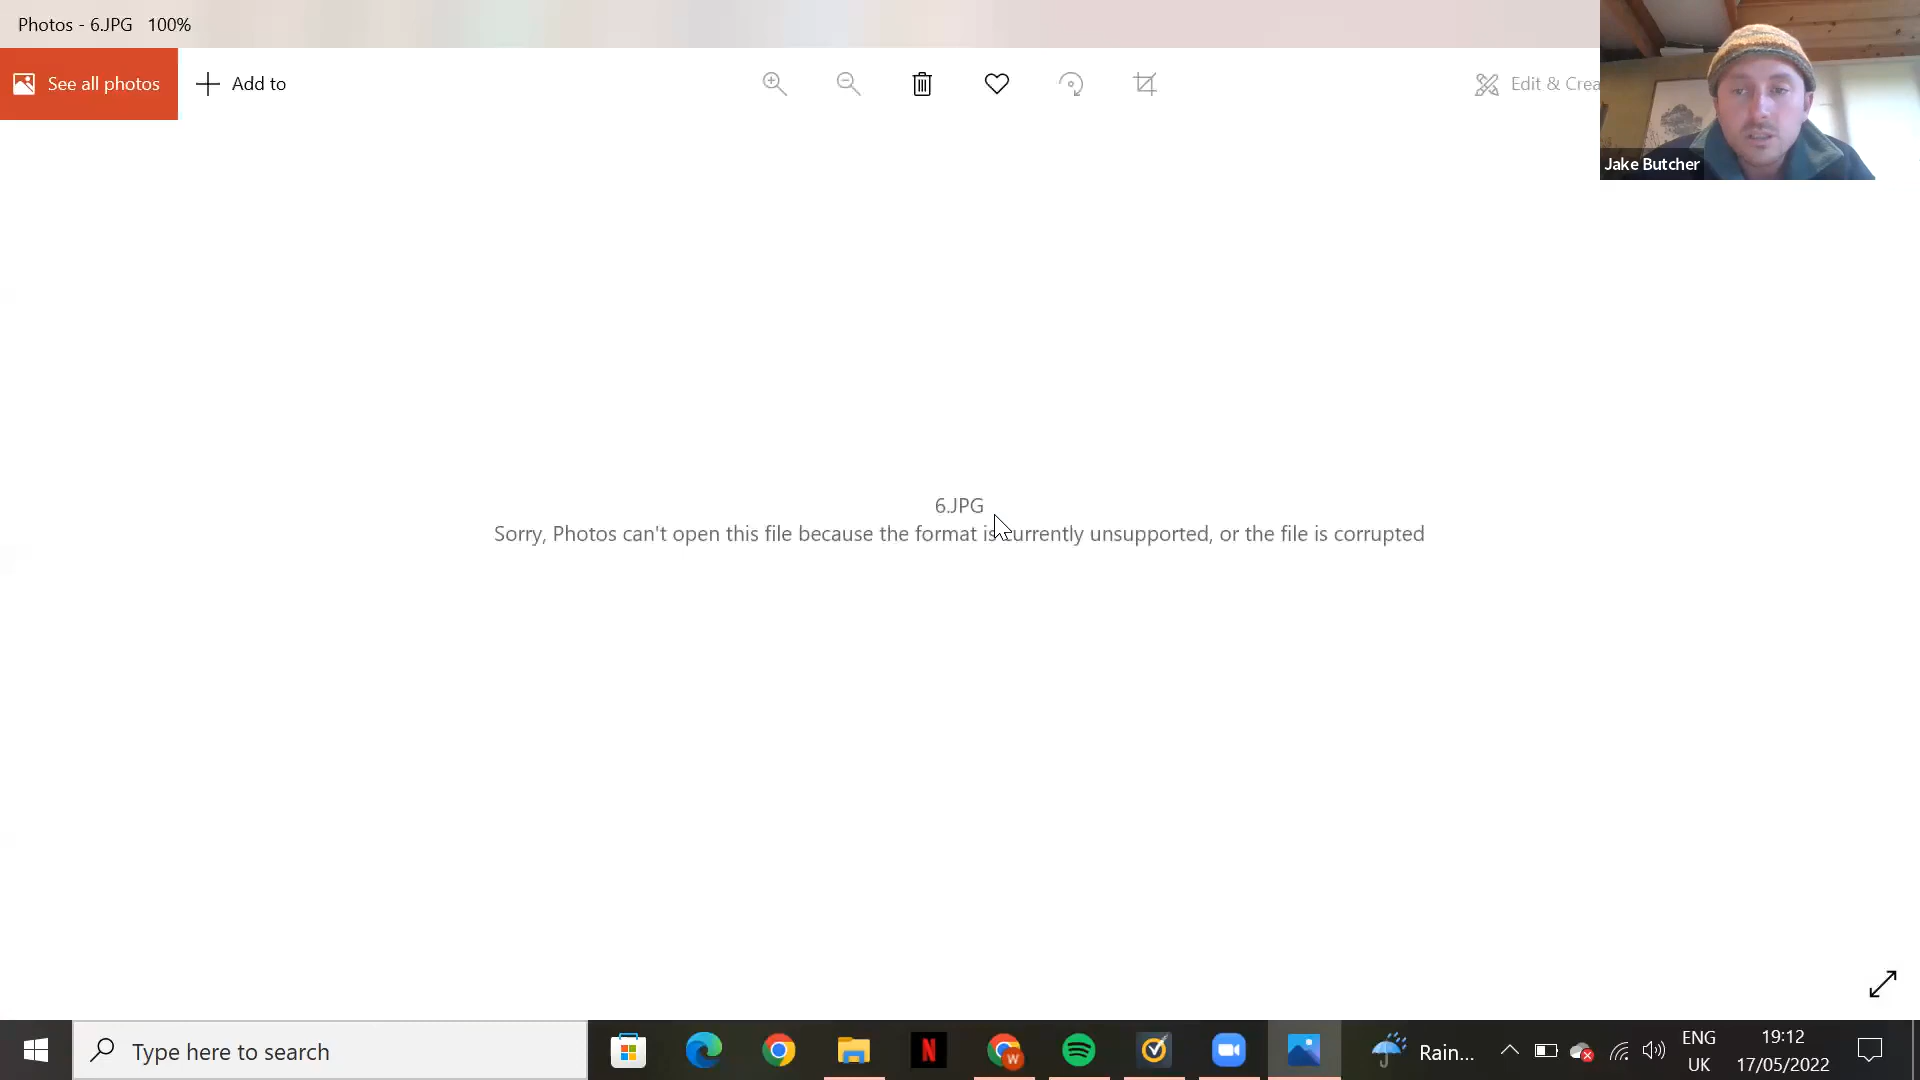 Photos - 6.JPG 100%
See all photos
Add to
Edit & Crea
Jake Butcher
6.JPG
Sorry, Photos can't open this file because the format is currently unsupported, or the file is corrupted
Type here to search
N
W
Rain...
ENG
UK
19:12
17/05/2022